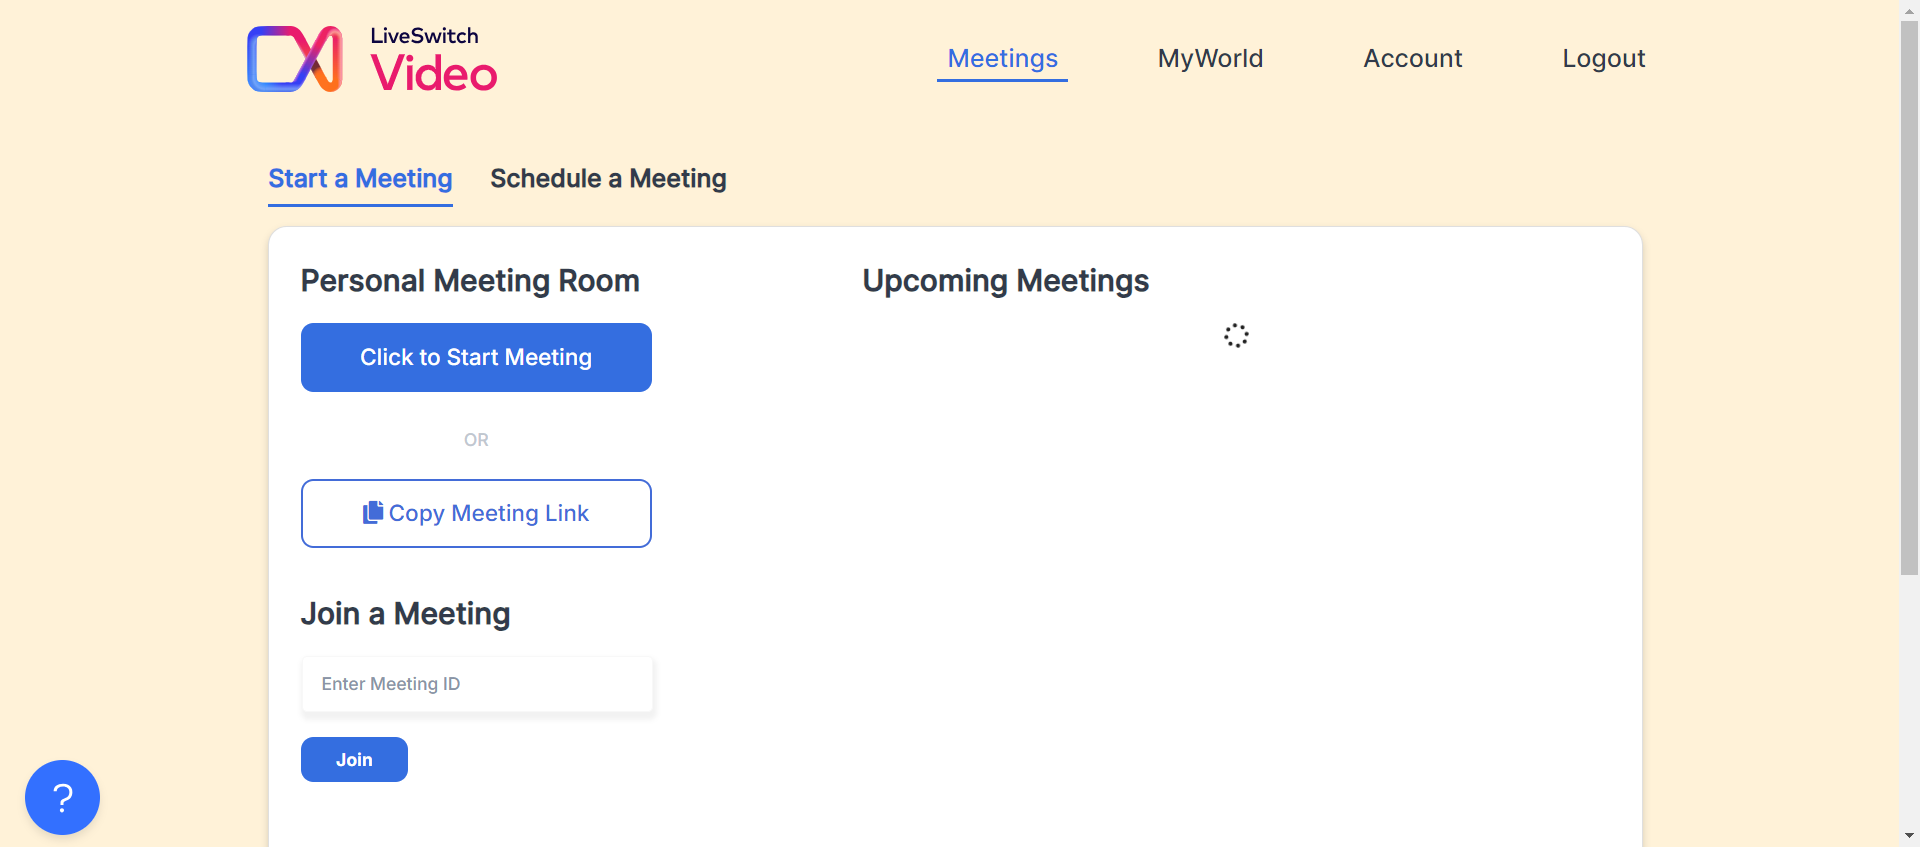 LiveSwitch
Video
Meetings
MyWorld
Account
Logout
Start a Meeting
Schedule a Meeting
Personal Meeting Room
Click to Start Meeting
OR
Copy Meeting Link
Join a Meeting
Enter Meeting ID
Join
Upcoming Meetings
?